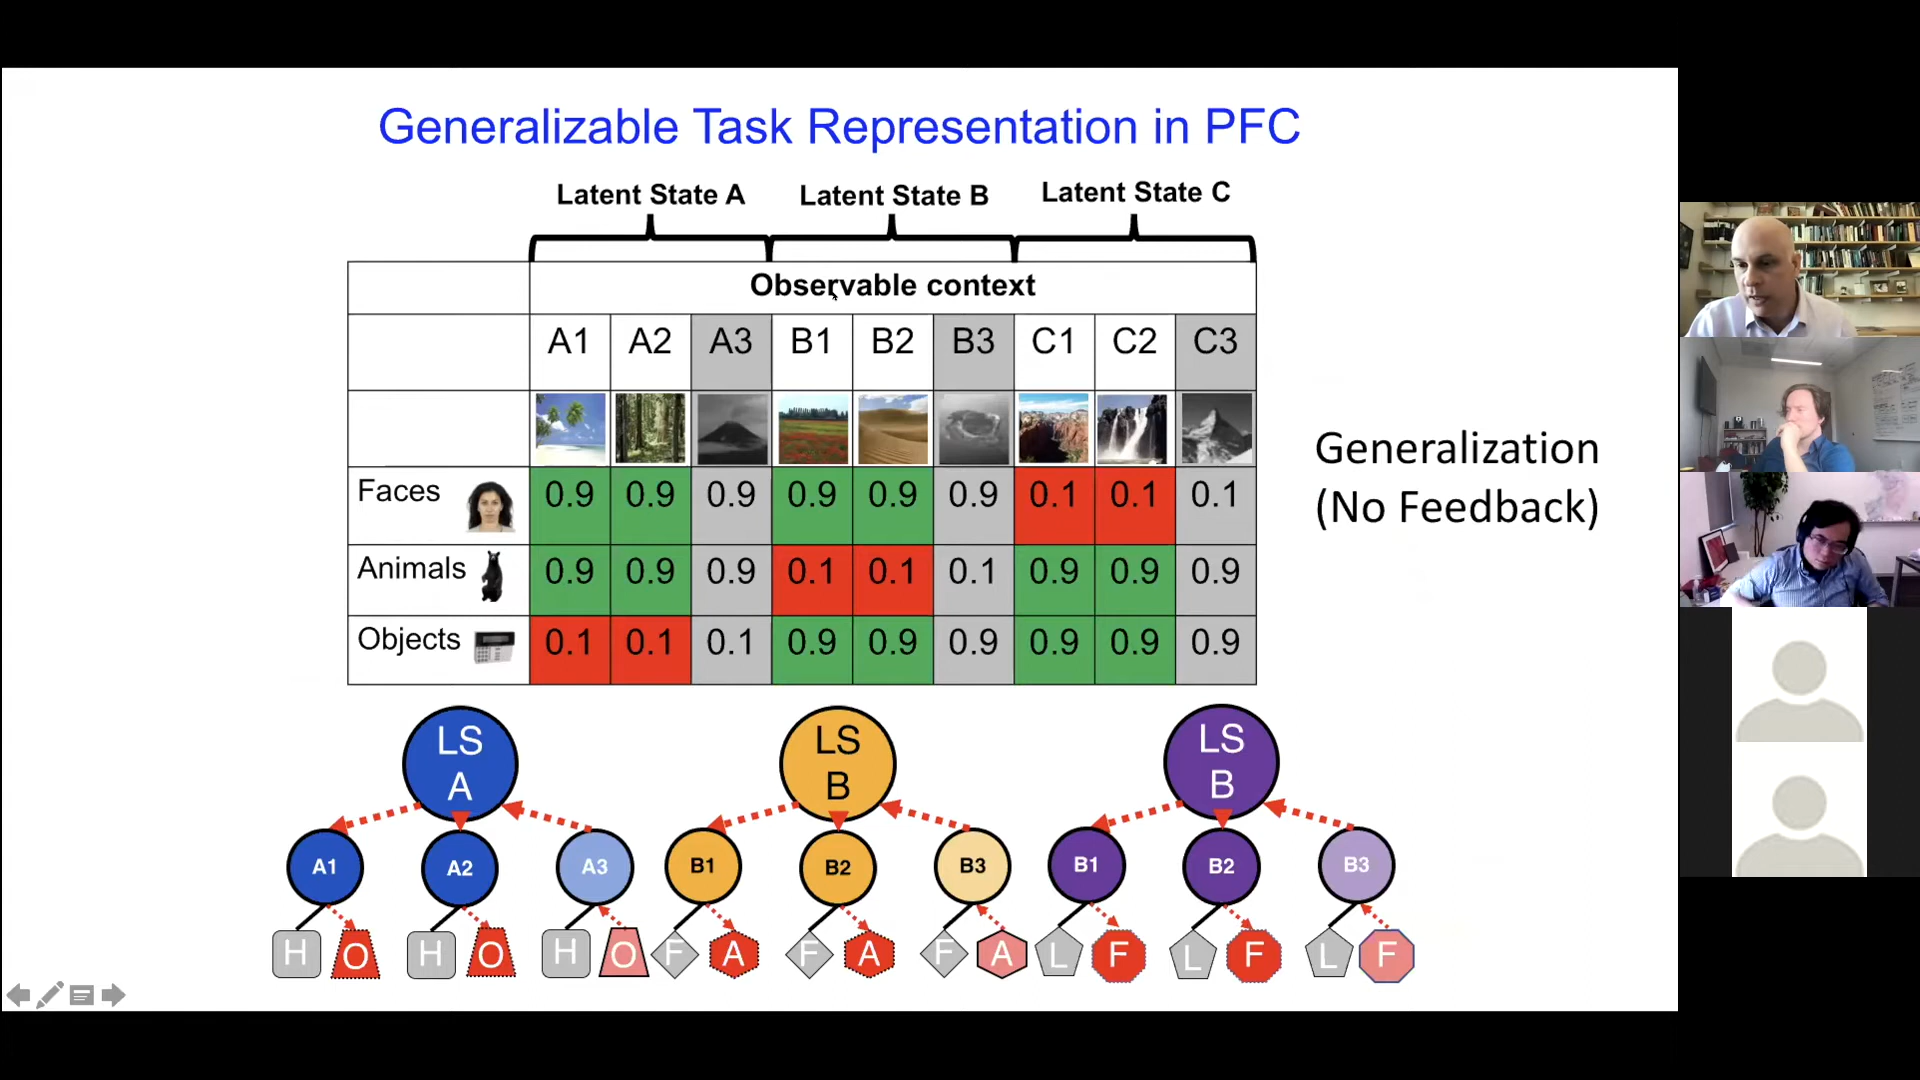 Generalizable Task Representation in PFC
Latent State A Latent State B Latent State C
Observable context
A1 A2 A3 B1 B2 B3 C1 C2 C3
Faces 0.9 0.9 0.9 0.9 0.9 0.9 0.1 0.1 0.1
Animals 0.9 0.9 0.9 0.1 0.1 0.1 0.9 0.9 0.9
Objects 0.1 0.1 0.1 0.9 0.9 0.9 0.9 0.9 0.9
Generalization
(No Feedback)
LS LS LS
A B B
A1 A2 A3 B1 B2 B3 B1 B2 B3
H O H O H O F A F A F A L F L F L F